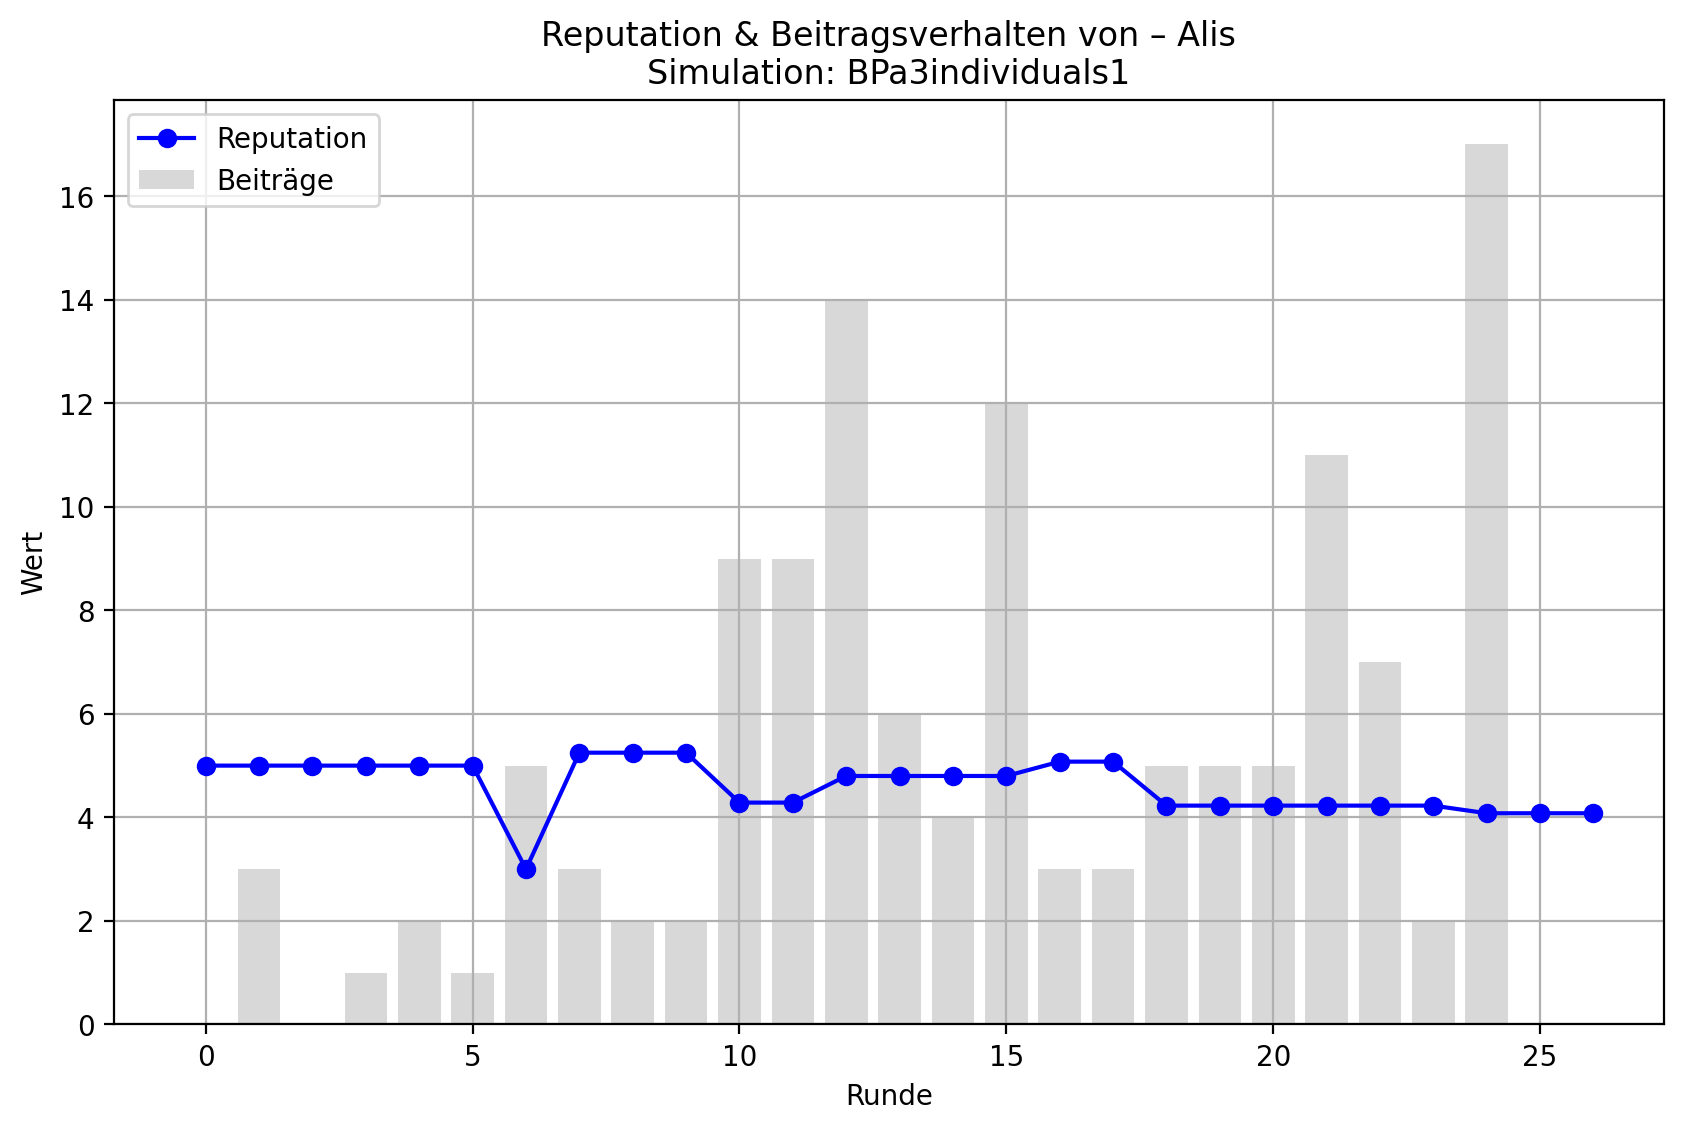 Reputation & Beitragsverhalten von – Alis
Simulation: BPa3individuals1
Reputation
Beiträge
16
14
12
10
8
6
4
2
0
Wert
0 5 10 15 20 25
Runde